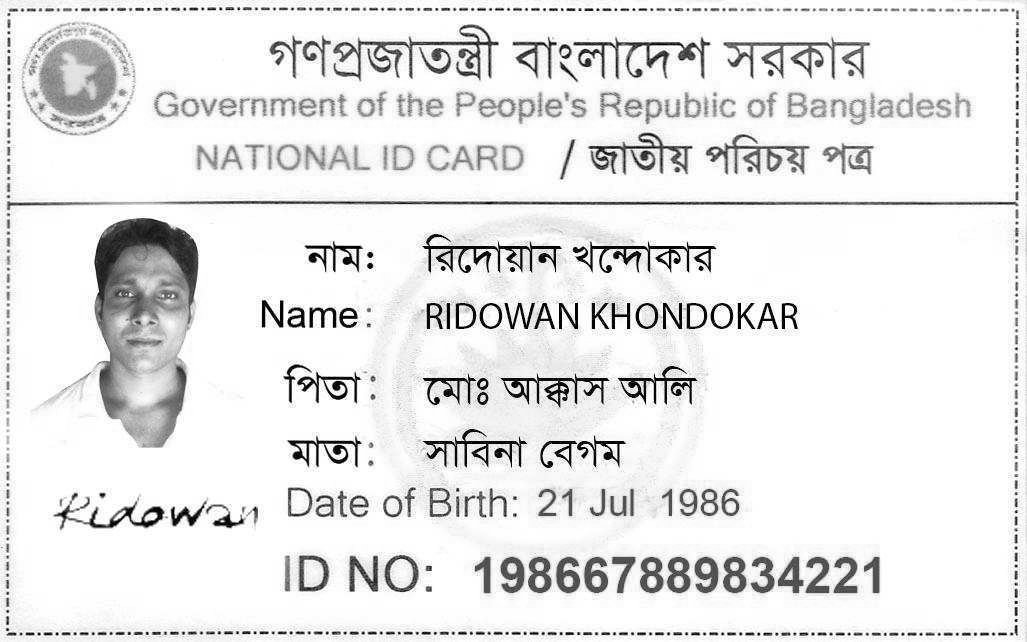 গণপ্রজাতন্ত্রী বাংলাদেশ সরকার
Government of the People's Republic of Bangladesh
NATIONAL ID CARD / জাতীয় পরিচয় পত্র
নাম: রিদোয়ান খন্দোকার
Name: RIDOWAN KHONDOKAR
পিতা: মোঃ আক্কাস আলি
মাতা: সাবিনা বেগম
Ridowan
Date of Birth: 21 Jul 1986
ID NO: 198667889834221